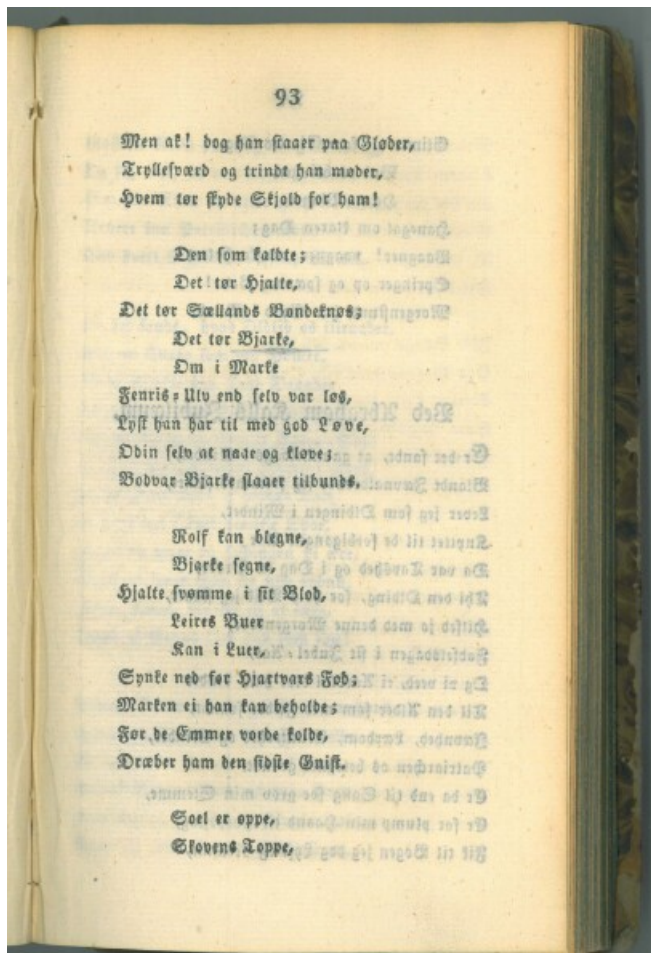 93
Men ak! dog han staaer paa Gløder,
Tryllesværd og trindt han møder,
Hvem tør skyde Skjold for ham!
Den som kaldte;
Det tør Hjalte,
Det tør Sællands Bondeknøs;
Det tør Bjarke,
Om i Marke
Fenris-Ulv end selv var løs,
Lyst han har til med god Løve,
Odin selv at naae og kløve;
Bodvar Bjarke slaaer tilbunds.
Rolf kan blegne,
Bjarke segne,
Hjalte svømme i sit Blod,
Leires Buer
Kan i Luer,
Synke ned før Hjartvars Fod;
Marken ei han kan beholde;
Før de Emmer vorde kolde,
Dræber ham den sidste Gnist.
Soel er oppe,
Skovens Toppe,